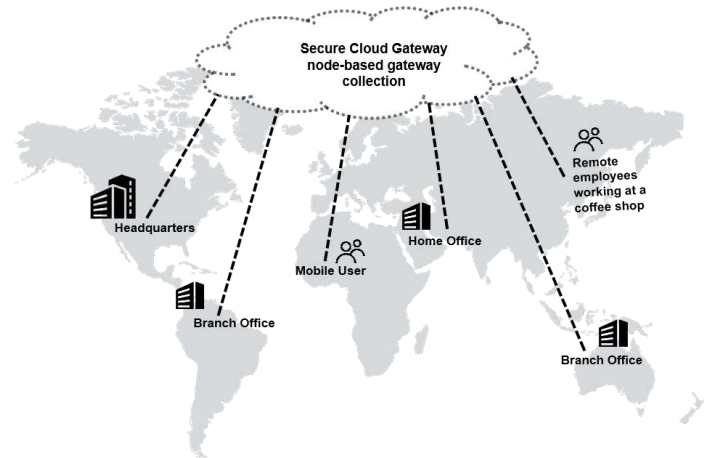 Secure Cloud Gateway
node-based gateway
collection
Headquarters
Branch Office
Mobile User
Home Office
Remote
employees
working at a
coffee shop
Branch Office